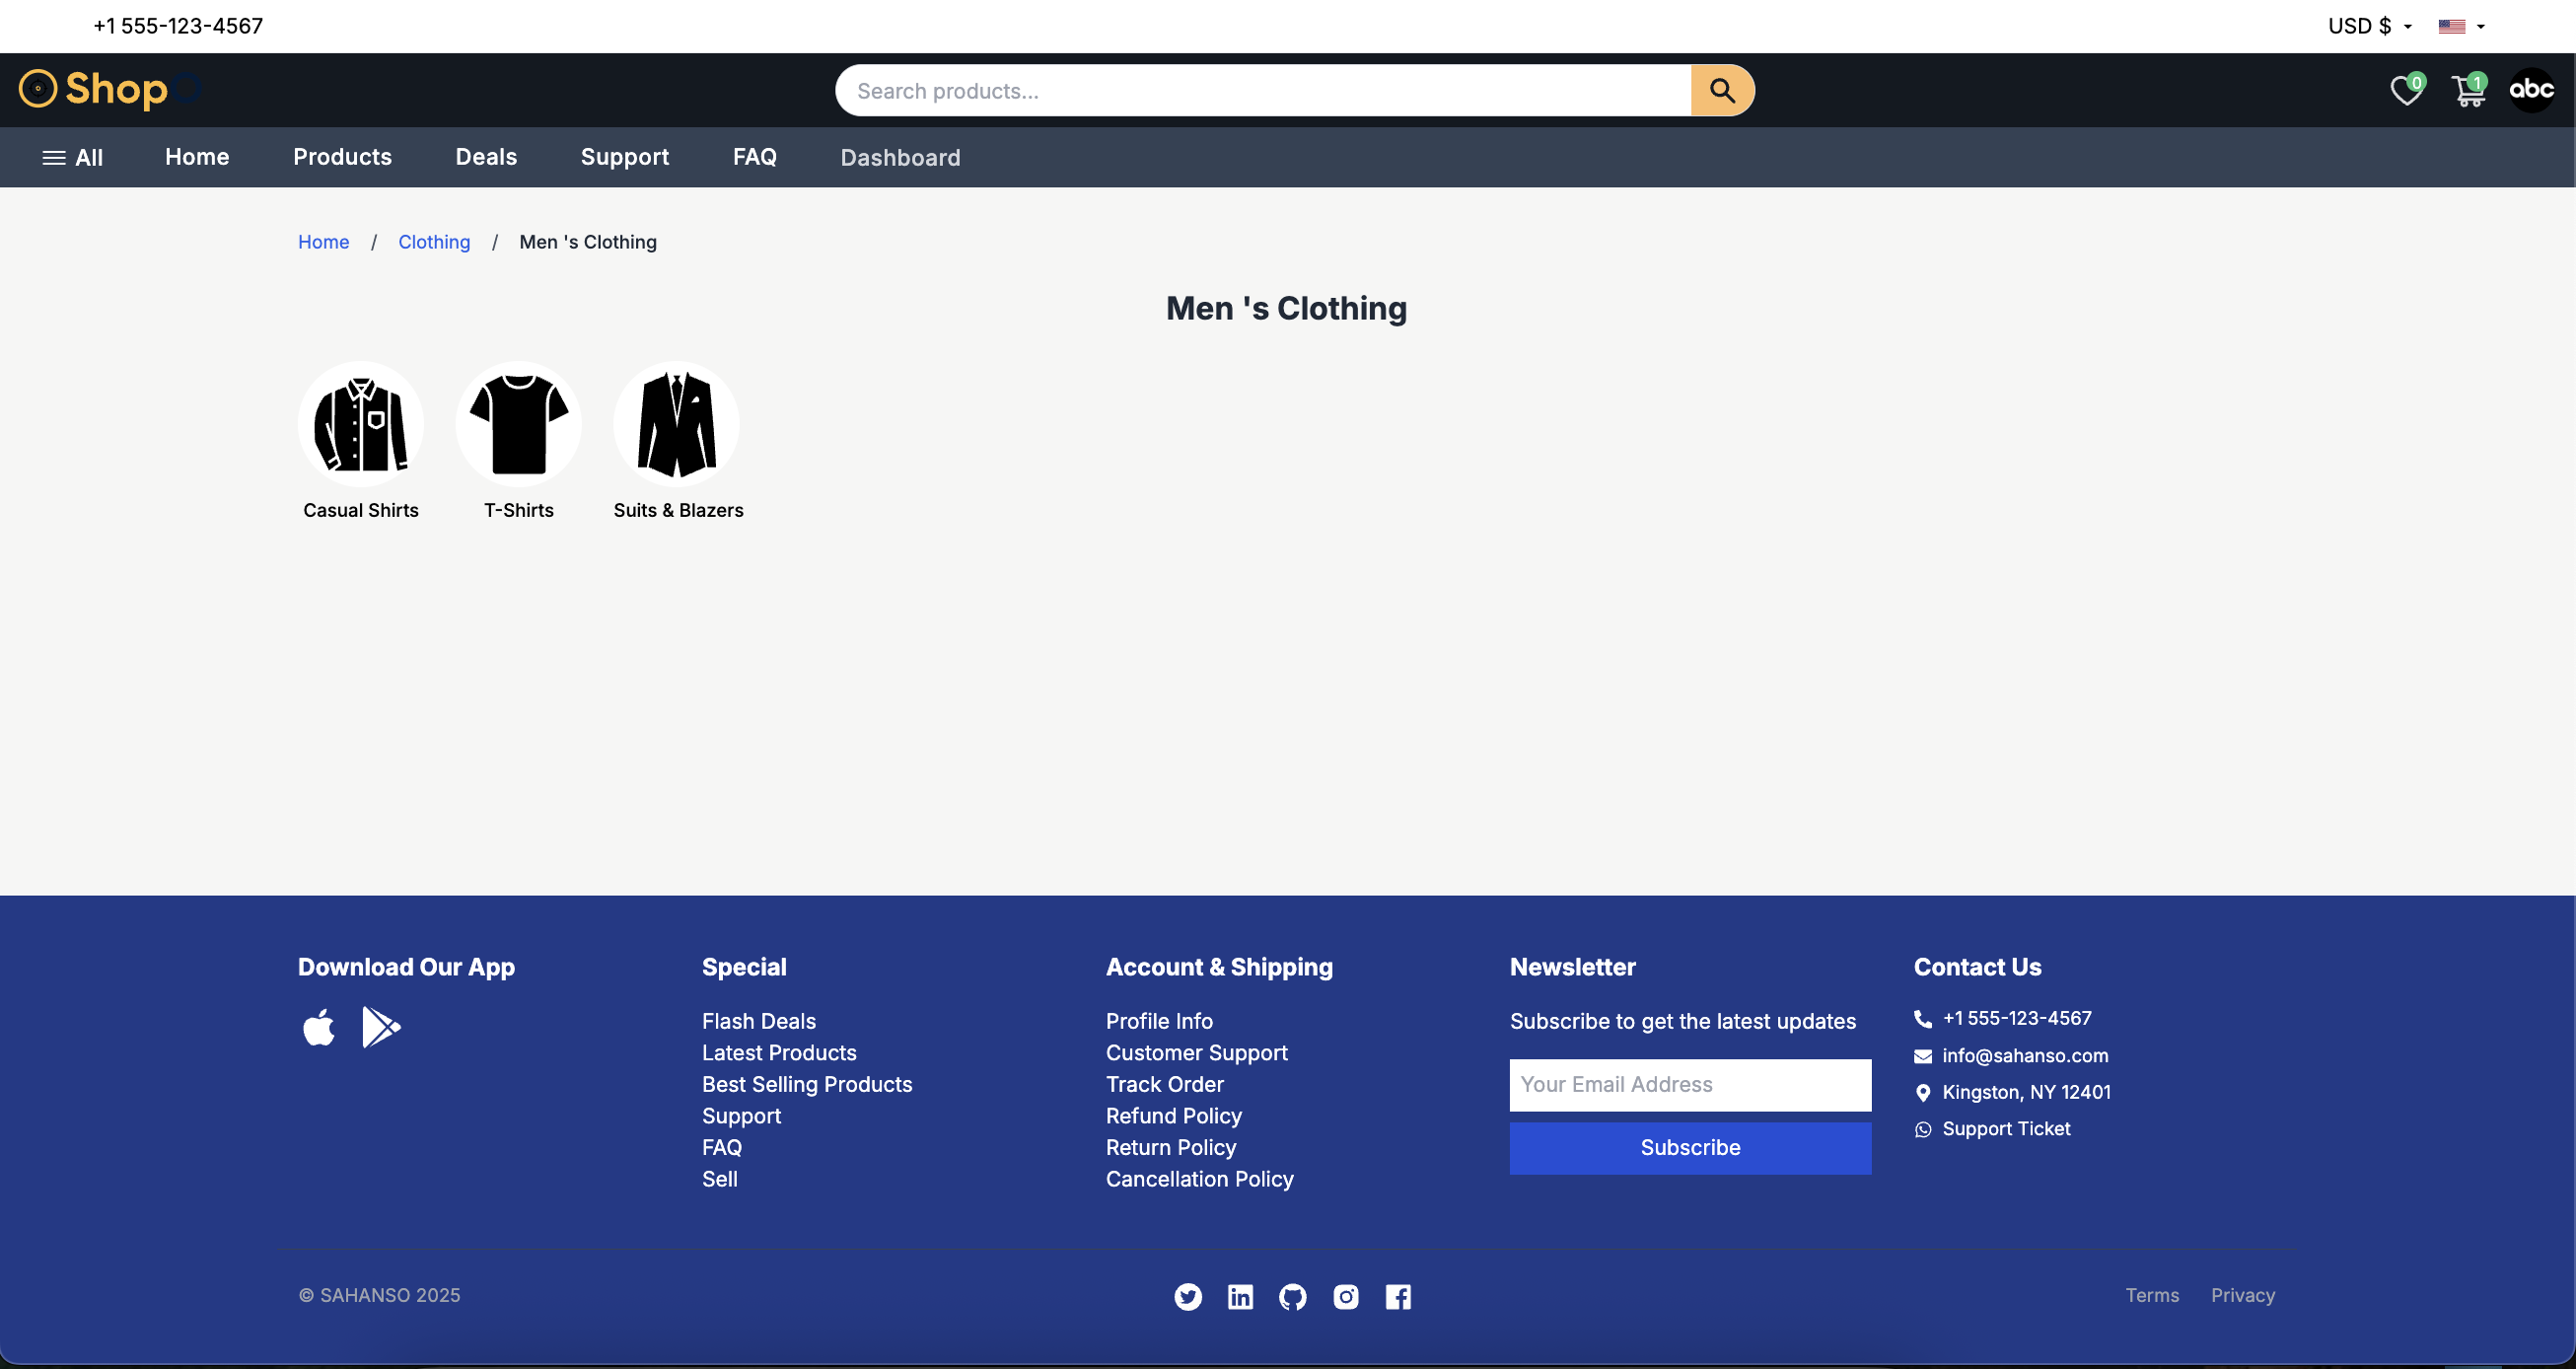 +1 555-123-4567
USD $
ShopO
Search products...
0
1
abc
All
Home
Products
Deals
Support
FAQ
Dashboard
Home / Clothing / Men 's Clothing
Men 's Clothing
Casual Shirts
T-Shirts
Suits & Blazers
Download Our App
Special
Flash Deals
Latest Products
Best Selling Products
Support
FAQ
Sell
Account & Shipping
Profile Info
Customer Support
Track Order
Refund Policy
Return Policy
Cancellation Policy
Newsletter
Subscribe to get the latest updates
Your Email Address
Subscribe
Contact Us
+1 555-123-4567
info@sahanso.com
Kingston, NY 12401
Support Ticket
© SAHANSO 2025
Terms
Privacy